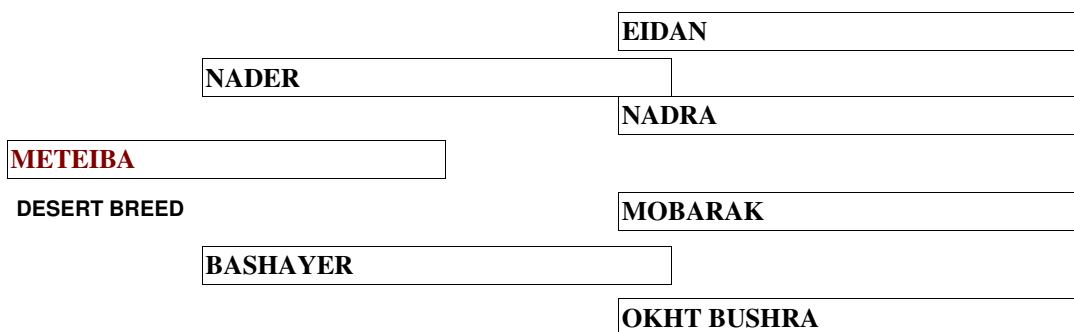 EIDAN
NADER
NADRA
METEIBA
DESERT BREED
MOBARAK
BASHAYER
OKHT BUSHRA